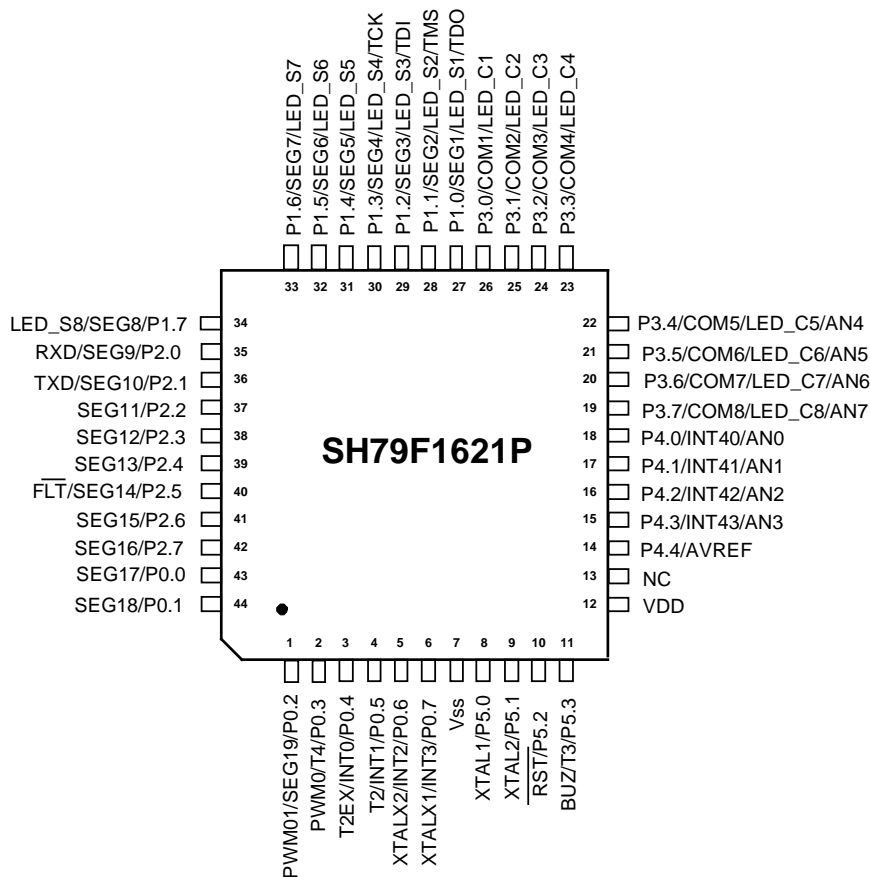 P1.6/SEG7/LED_S7
P1.5/SEG6/LED_S6
P1.4/SEG5/LED_S5
P1.3/SEG4/LED_S4/TCK
P1.2/SEG3/LED_S3/TDI
P1.1/SEG2/LED_S2/TMS
P1.0/SEG1/LED_S1/TDO
P3.0/COM1/LED_C1
P3.1/COM2/LED_C2
P3.2/COM3/LED_C3
P3.3/COM4/LED_C4
33 32 31 30 29 28 27 26 25 24 23
LED_S8/SEG8/P1.7 34
RXD/SEG9/P2.0 35
TXD/SEG10/P2.1 36
SEG11/P2.2 37
SEG12/P2.3 38
SEG13/P2.4 39
FLT/SEG14/P2.5 40
SEG15/P2.6 41
SEG16/P2.7 42
SEG17/P0.0 43
SEG18/P0.1 44
SH79F1621P
22 P3.4/COM5/LED_C5/AN4
21 P3.5/COM6/LED_C6/AN5
20 P3.6/COM7/LED_C7/AN6
19 P3.7/COM8/LED_C8/AN7
18 P4.0/INT40/AN0
17 P4.1/INT41/AN1
16 P4.2/INT42/AN2
15 P4.3/INT43/AN3
14 P4.4/AVREF
13 NC
12 VDD
1 2 3 4 5 6 7 8 9 10 11
PWM01/SEG19/P0.2
PWM0/T4/P0.3
T2EX/INT0/P0.4
T2/INT1/P0.5
XTALX2/INT2/P0.6
XTALX1/INT3/P0.7
Vss
XTAL1/P5.0
XTAL2/P5.1
RST/P5.2
BUZ/T3/P5.3